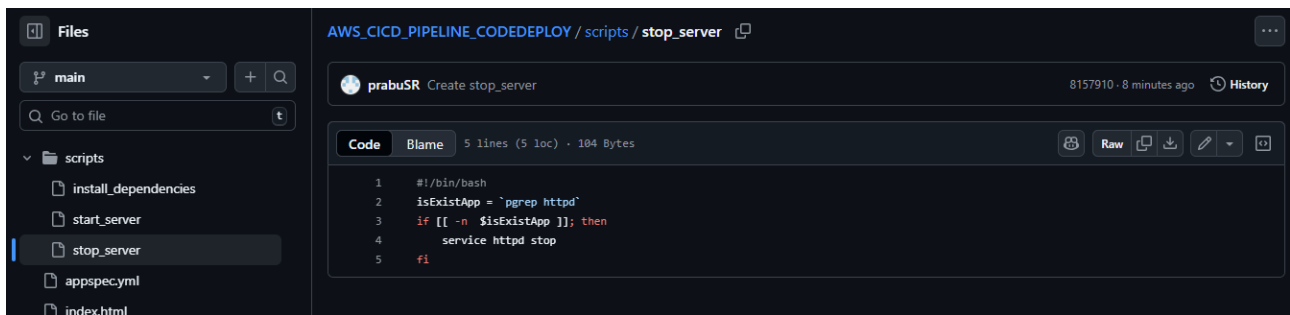 Files
main
Go to file
t
scripts
install_dependencies
start_server
stop_server
appspec.yml
index.html
AWS_CICD_PIPELINE_CODEDEPLOY / scripts / stop_server
prabuSR Create stop_server
8157910 · 8 minutes ago
History
Code Blame 5 lines (5 loc) · 104 Bytes
Raw
1 #!/bin/bash
2 isExistApp = `pgrep httpd`
3 if [[ -n  $isExistApp ]]; then
4     service httpd stop
5 fi